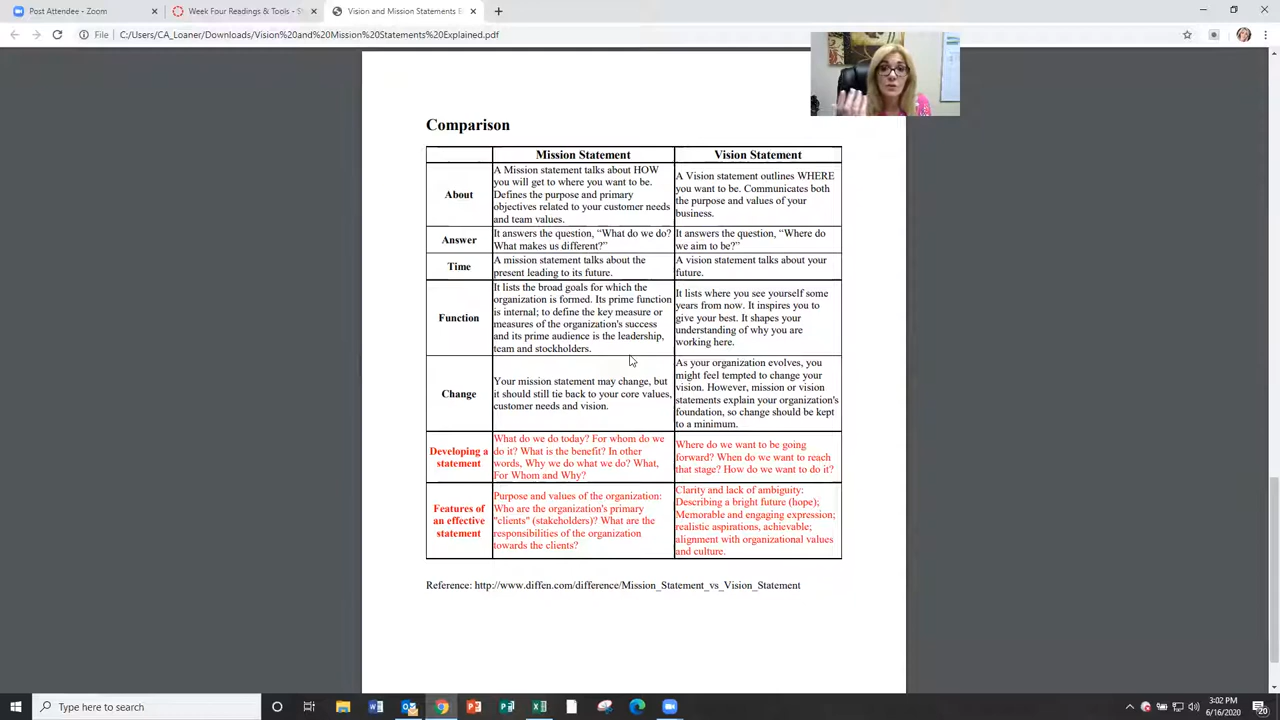 Post Attendee - Zoom
Week Four Readings & Tools - St
Vision and Mission Statements E
File
C:/Users/CA_Loaner/Downloads/Vision%20and%20Mission%20Statements%20Explained.pdf
Comparison
Mission Statement
Vision Statement
About
A Mission statement talks about HOW
you will get to where you want to be.
Defines the purpose and primary
objectives related to your customer needs
and team values.
A Vision statement outlines WHERE
you want to be. Communicates both
the purpose and values of your
business.
Answer
It answers the question, “What do we do?
What makes us different?”
It answers the question, “Where do
we aim to be?”
Time
A mission statement talks about the
present leading to its future.
A vision statement talks about your
future.
Function
It lists the broad goals for which the
organization is formed. Its prime function
is internal; to define the key measure or
measures of the organization's success
and its prime audience is the leadership,
team and stockholders.
It lists where you see yourself some
years from now. It inspires you to
give your best. It shapes your
understanding of why you are
working here.
Change
Your mission statement may change, but
it should still tie back to your core values,
customer needs and vision.
As your organization evolves, you
might feel tempted to change your
vision. However, mission or vision
statements explain your organization's
foundation, so change should be kept
to a minimum.
Developing a
statement
What do we do today? For whom do we
do it? What is the benefit? In other
words, Why we do what we do? What,
For Whom and Why?
Where do we want to be going
forward? When do we want to reach
that stage? How do we want to do it?
Features of
an effective
statement
Purpose and values of the organization:
Who are the organization's primary
"clients" (stakeholders)? What are the
responsibilities of the organization
towards the clients?
Clarity and lack of ambiguity:
Describing a bright future (hope);
Memorable and engaging expression;
realistic aspirations, achievable;
alignment with organizational values
and culture.
Reference: http://www.diffen.com/difference/Mission_Statement_vs_Vision_Statement
Type here to search
3:02 PM
6/16/2020
20